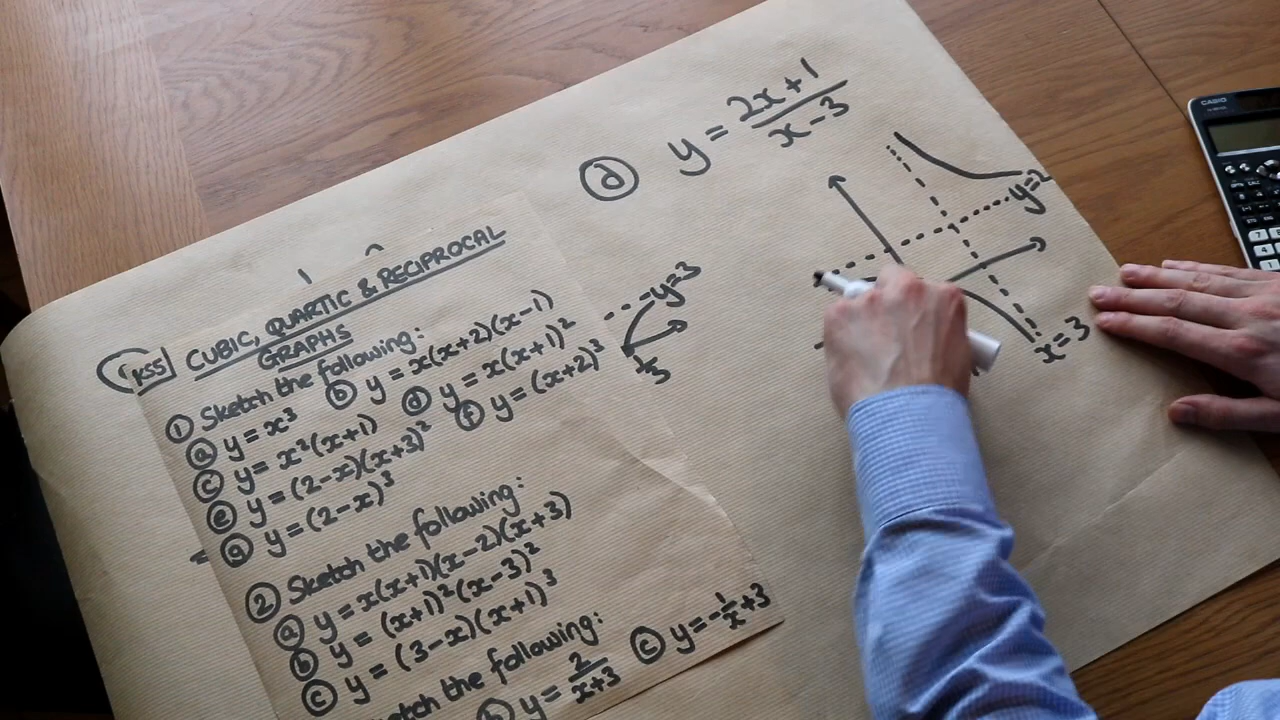 KS5 CUBIC, QUARTIC & RECIPROCAL
GRAPHS
① Sketch the following:
ⓐ y = x³ ⓑ y = x(x+2)(x-1)
ⓒ y = x²(x+1) ⓓ y = x(x+1)²
ⓔ y = (2-x)(x+3)² ⓕ y = (x+2)³
ⓖ y = (2-x)³
② Sketch the following:
ⓐ y = x(x+1)(x-2)(x+3)
ⓑ y = (x+1)²(x-3)²
ⓒ y = (3-x)(x+1)³
the following:
y = 2/(x+3) ⓒ y = -1/x + 3
y=3
1/3
ⓓ y = (2x+1)/(x-3)
y=2
x=3
CASIO